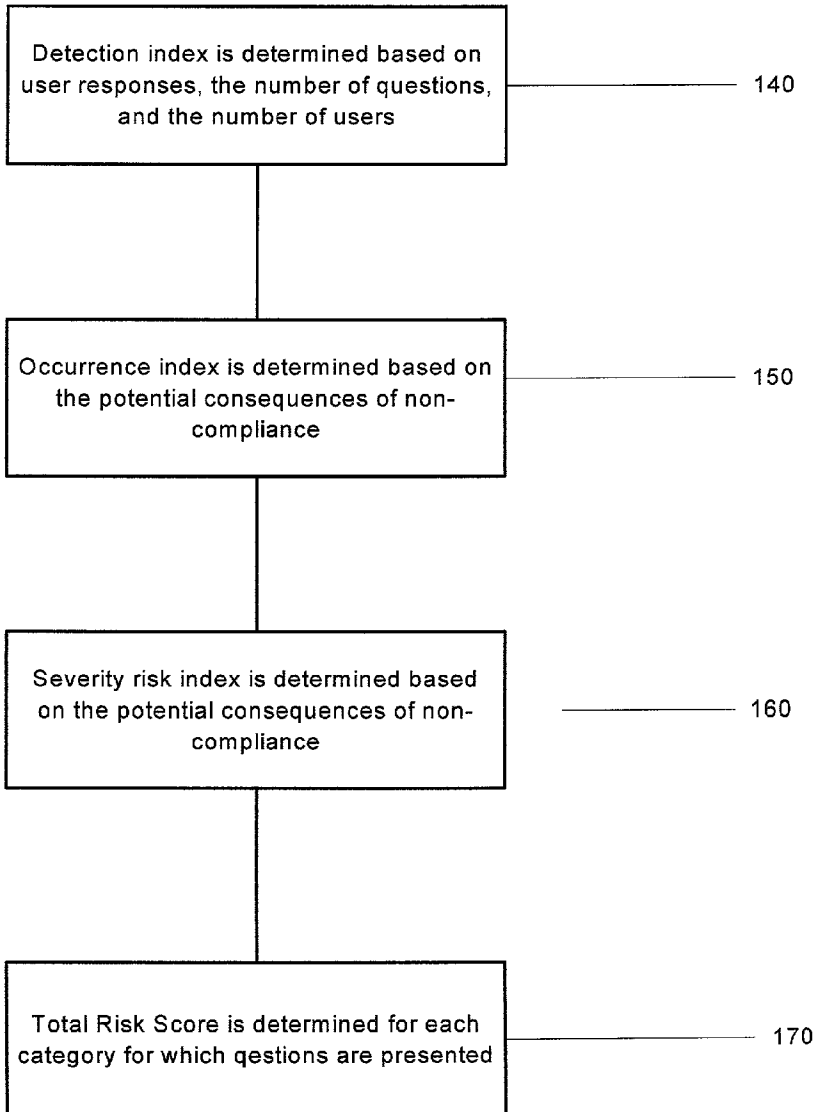 Detection index is determined based on
user responses, the number of questions,
and the number of users
140
Occurrence index is determined based on
the potential consequences of non-
compliance
150
Severity risk index is determined based
on the potential consequences of non-
compliance
160
Total Risk Score is determined for each
category for which qestions are presented
170